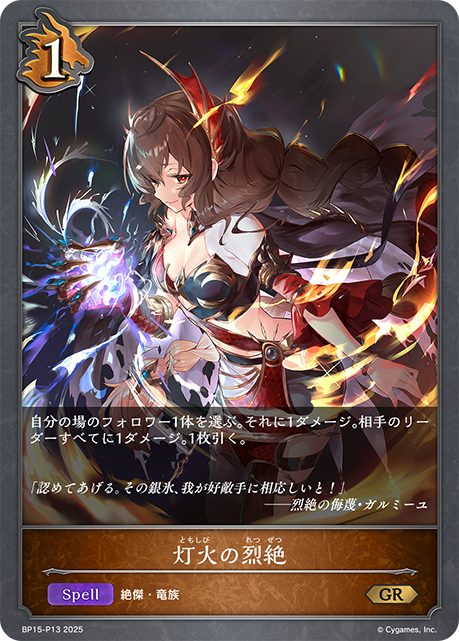 1
自分の場のフォロワー1体を選ぶ。それに1ダメージ。相手のリー
ダーすべてに1ダメージ。1枚引く。
『認めてあげる。その銀氷、我が好敵手に相応しいと！』
――烈絶の侮蔑・ガルミーユ
ともしび れつ ぜつ
灯火の烈絶
Spell 絶傑・竜族 GR
BP15-P13 2025 © Cygames, Inc.